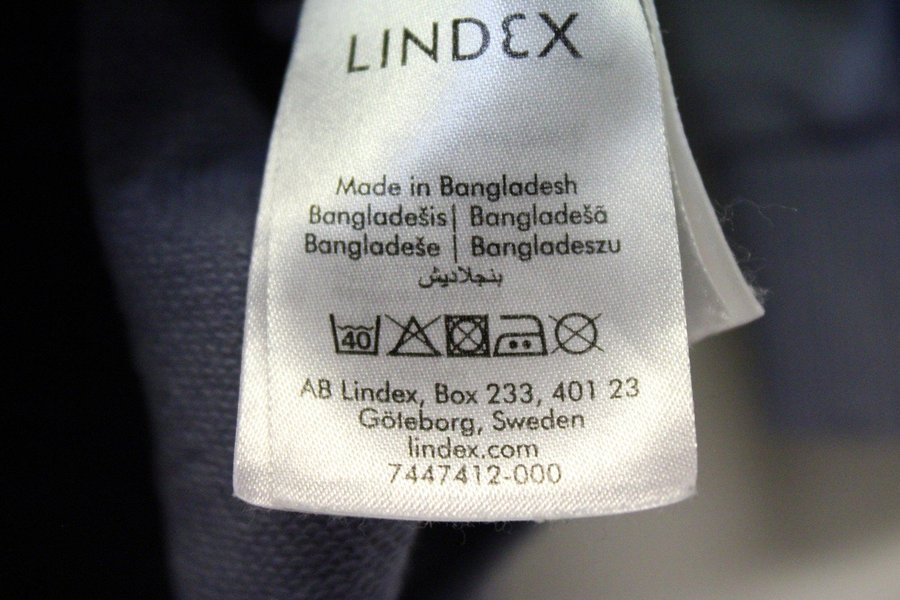 LINDEX
Made in Bangladesh
Bangladešis| Bangladešā
Bangladeše | Bangladeszu
بنجلاديش
40
AB Lindex, Box 233, 401 23
Göteborg, Sweden
lindex.com
7447412-000